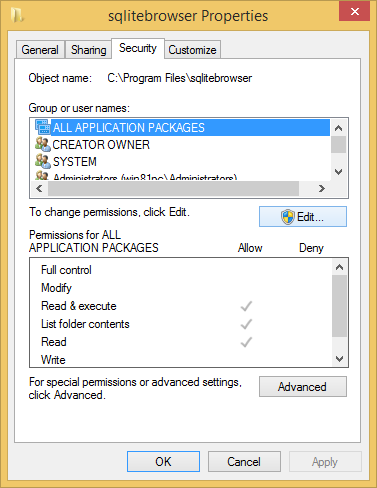 sqlitebrowser Properties
General Sharing Security Customize
Object name: C:\Program Files\sqlitebrowser
Group or user names:
ALL APPLICATION PACKAGES
CREATOR OWNER
SYSTEM
Administrators (win81pc\Administrators)
To change permissions, click Edit.
Edit...
Permissions for ALL
APPLICATION PACKAGES Allow Deny
Full control
Modify
Read & execute
List folder contents
Read
Write
For special permissions or advanced settings,
click Advanced.
Advanced
OK Cancel Apply